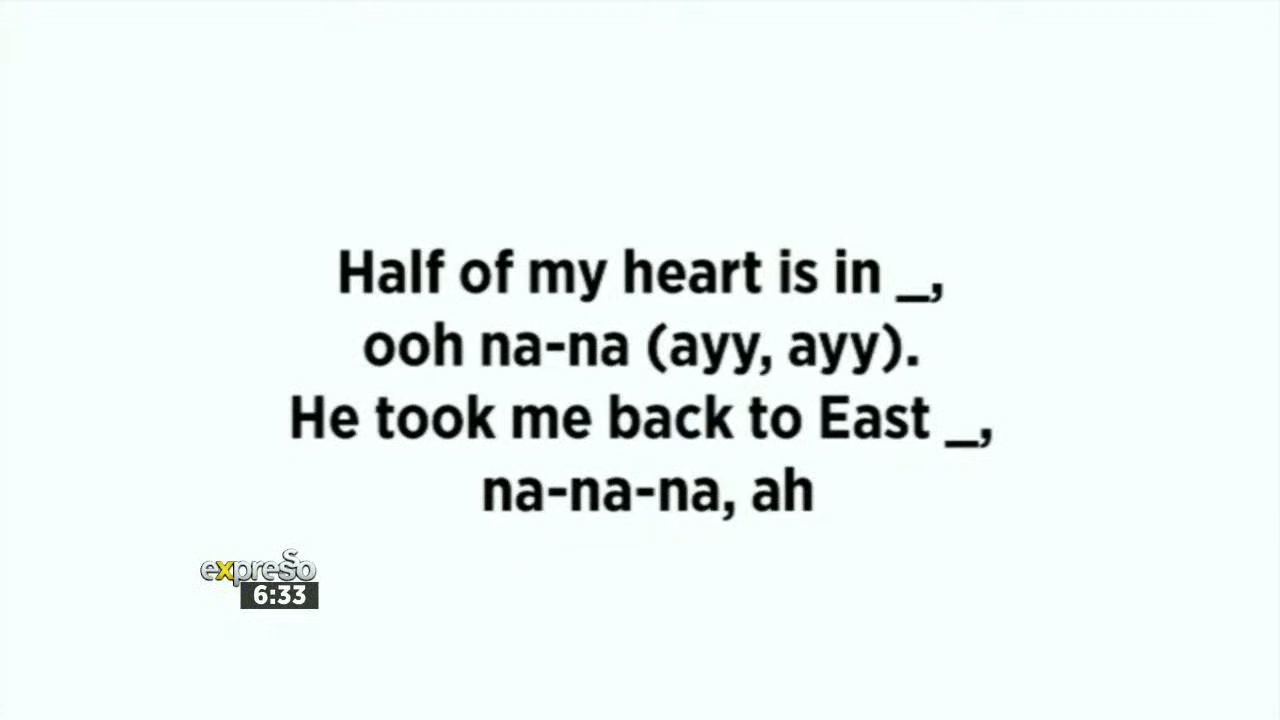 Half of my heart is in _,
ooh na-na (ayy, ayy).
He took me back to East _,
na-na-na, ah
expresso
6:33